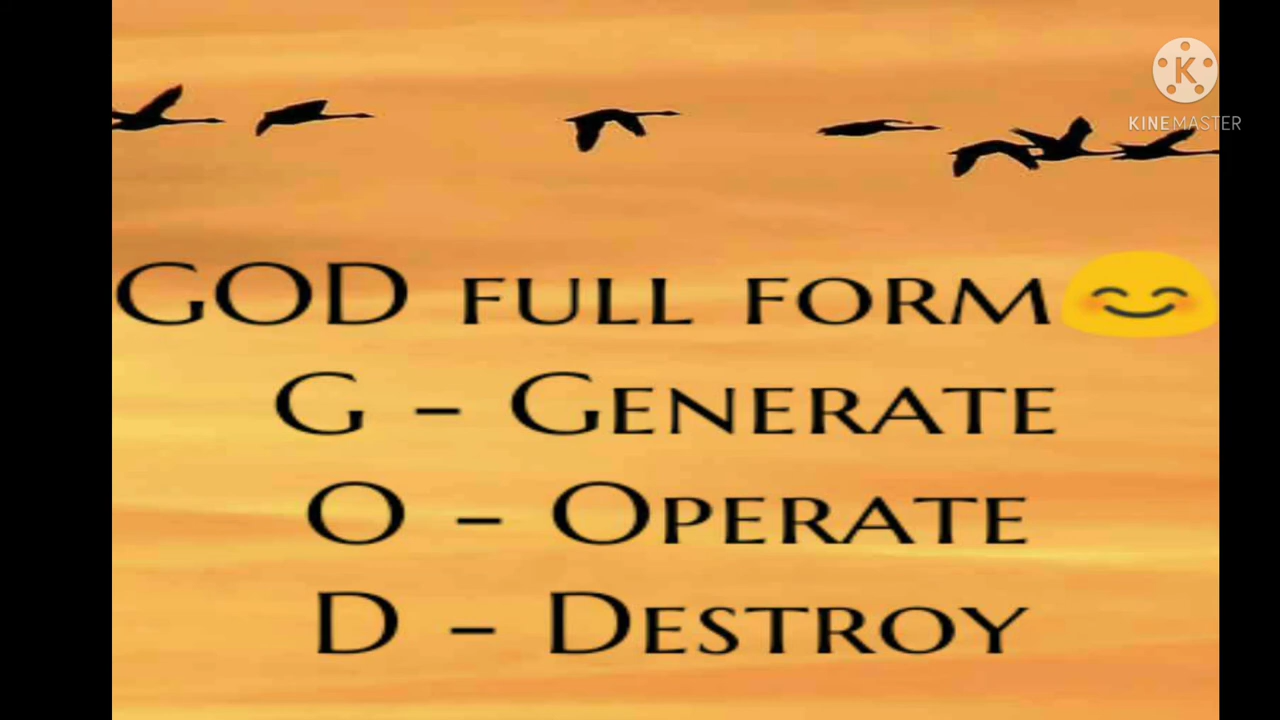 K
KINEMASTER
GOD FULL FORM😊
G - GENERATE
O - OPERATE
D - DESTROY